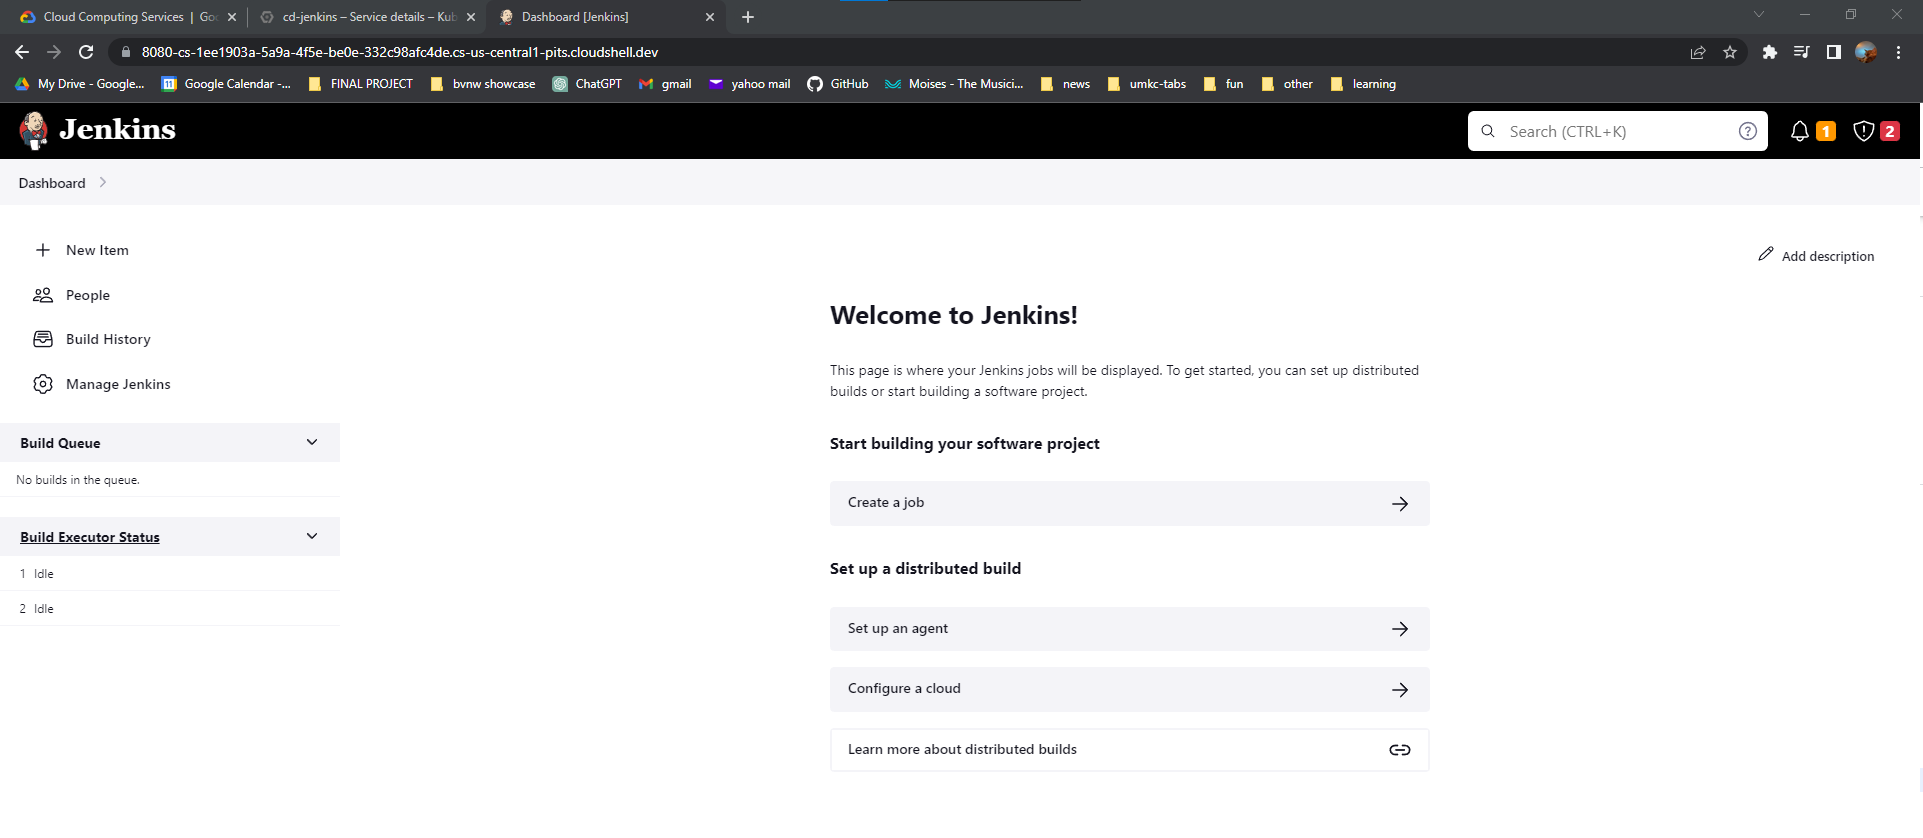 Cloud Computing Services | Goo
cd-jenkins – Service details – Kub
Dashboard [Jenkins]
8080-cs-1ee1903a-5a9a-4f5e-be0e-332c98afc4de.cs-us-central1-pits.cloudshell.dev
My Drive - Google...
Google Calendar -...
FINAL PROJECT
bvnw showcase
ChatGPT
gmail
yahoo mail
GitHub
Moises - The Musici...
news
umkc-tabs
fun
other
learning
Jenkins
Search (CTRL+K)
1
2
Dashboard
New Item
People
Build History
Manage Jenkins
Build Queue
No builds in the queue.
Build Executor Status
1 Idle
2 Idle
Add description
Welcome to Jenkins!
This page is where your Jenkins jobs will be displayed. To get started, you can set up distributed
builds or start building a software project.
Start building your software project
Create a job
Set up a distributed build
Set up an agent
Configure a cloud
Learn more about distributed builds